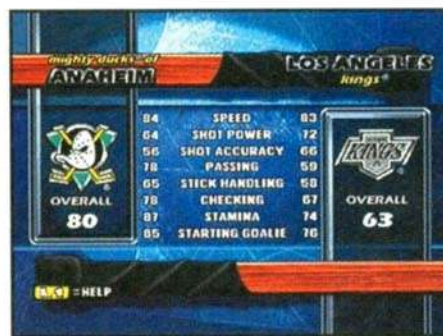 mighty ducks of LOS ANGELES
ANAHEIM kings
84 SPEED 83
64 SHOT POWER 72
56 SHOT ACCURACY 66
78 PASSING 59
65 STICK HANDLING 58
78 CHECKING 67
87 STAMINA 74
85 STARTING GOALIE 76
KINGS
OVERALL
80
OVERALL
63
=HELP